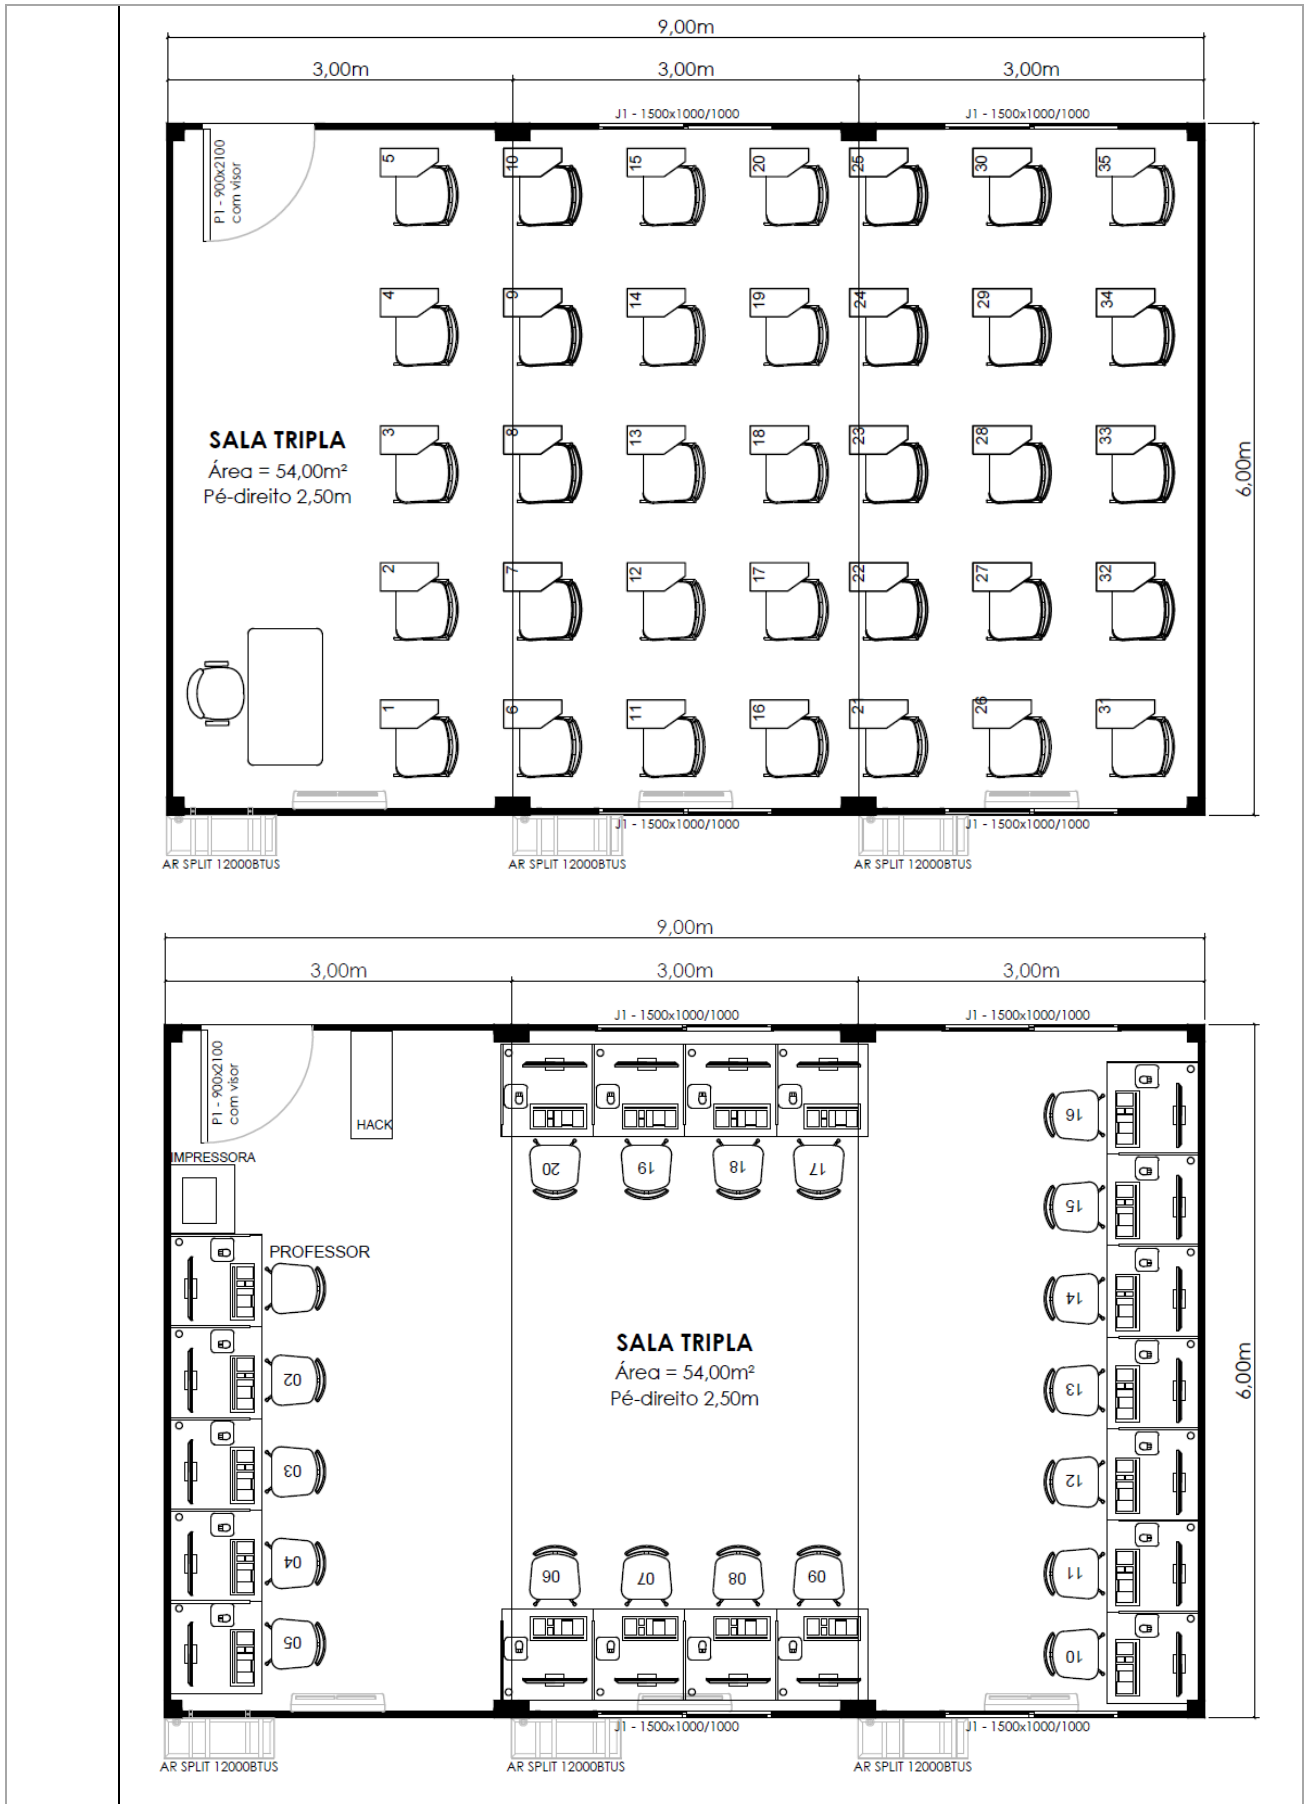 9,00m
3,00m 3,00m 3,00m
J1 - 1500x1000/1000 J1 - 1500x1000/1000
P1 - 900x2100
com visor
5 10 15 20 25 30 35
4 9 14 19 24 29 34
3 8 13 18 23 28 33
SALA TRIPLA
Área = 54,00m²
Pé-direito 2,50m
6,00m
2 7 12 17 22 27 32
1 6 11 16 21 26 31
J1 - 1500x1000/1000 J1 - 1500x1000/1000
AR SPLIT 12000BTUS AR SPLIT 12000BTUS AR SPLIT 12000BTUS
9,00m
3,00m 3,00m 3,00m
J1 - 1500x1000/1000 J1 - 1500x1000/1000
P1 - 900x2100
com visor
HACK
IMPRESSORA
20 19 18 17
16
15
PROFESSOR
14
SALA TRIPLA
Área = 54,00m²
Pé-direito 2,50m
6,00m
02
13
03
12
04
11
06 07 08 09
05
10
J1 - 1500x1000/1000 J1 - 1500x1000/1000
AR SPLIT 12000BTUS AR SPLIT 12000BTUS AR SPLIT 12000BTUS